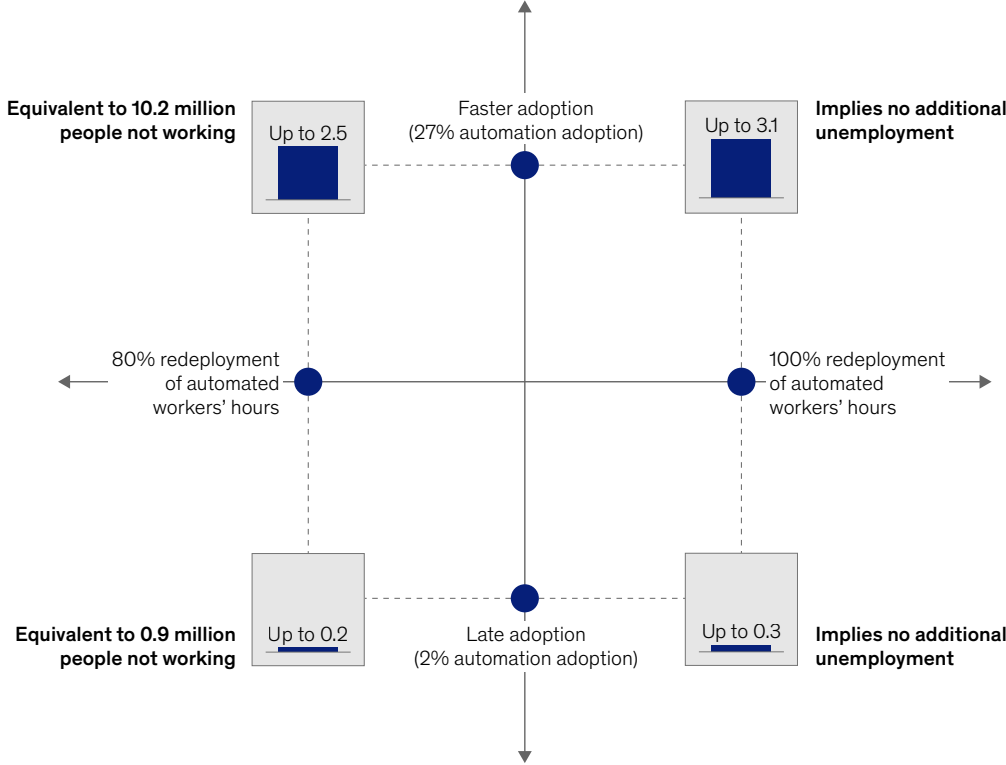 Equivalent to 10.2 million
people not working
Up to 2.5
Faster adoption
(27% automation adoption)
Up to 3.1
Implies no additional
unemployment
80% redeployment
of automated
workers’ hours
100% redeployment
of automated
workers’ hours
Equivalent to 0.9 million
people not working
Up to 0.2
Late adoption
(2% automation adoption)
Up to 0.3
Implies no additional
unemployment